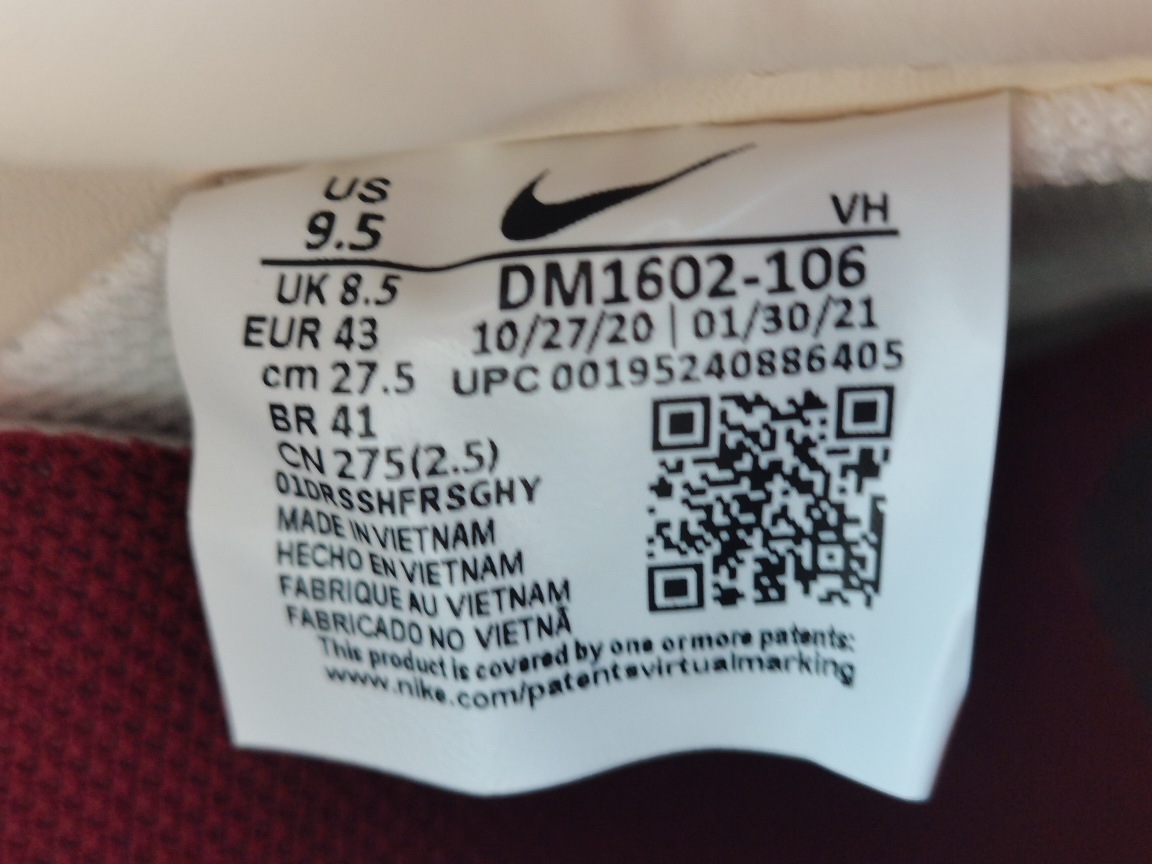 US
9.5
VH
UK 8.5
DM1602-106
EUR 43
10/27/20 | 01/30/21
cm 27.5
UPC 00195240886405
BR 41
CN 275(2.5)
01DRSSHFRSGHY
MADE IN VIETNAM
HECHO EN VIETNAM
FABRIQUE AU VIETNAM
FABRICADO NO VIETNÃ
This product is covered by one or more patents:
www.nike.com/patentsvirtualmarking